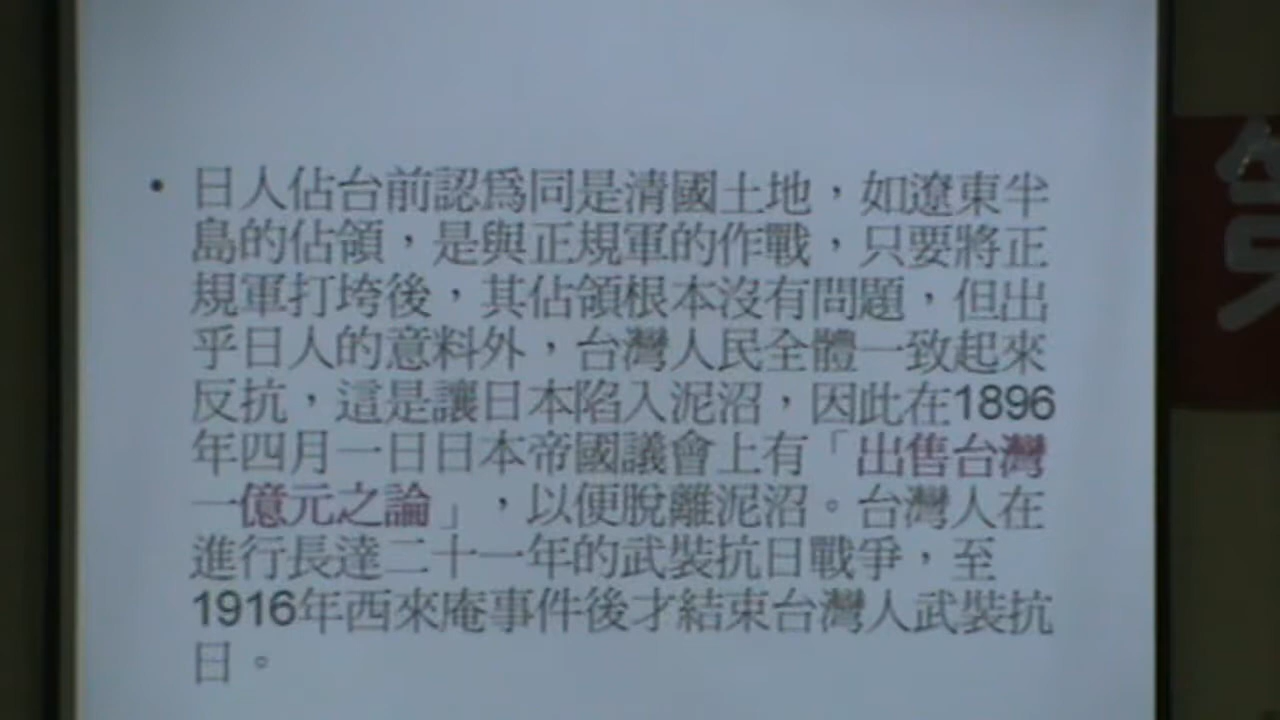 • 日人佔台前認為同是清國土地，如遼東半
島的佔領，是與正規軍的作戰，只要將正
規軍打垮後，其佔領根本沒有問題，但出
乎日人的意料外，台灣人民全體一致起來
反抗，這是讓日本陷入泥沼，因此在1896
年四月一日日本帝國議會上有「出售台灣
一億元之論」，以便脫離泥沼。台灣人在
進行長達二十一年的武裝抗日戰爭，至
1916年西來庵事件後才結束台灣人武裝抗
日。